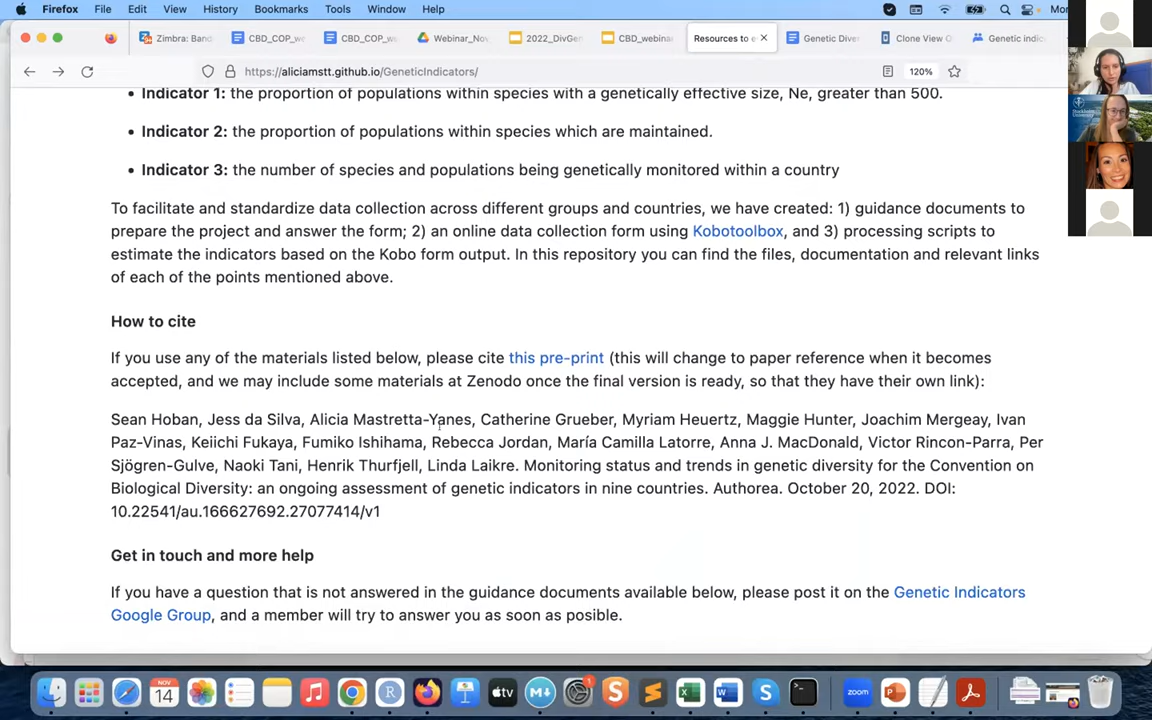 Firefox File Edit View History Bookmarks Tools Window Help
Zimbra: Band CBD_COP_wo CBD_COP_w Webinar_Nov 2022_DivGen CBD_webinar Resources to e Genetic Dive Clone View O Genetic indic
https://aliciamstt.github.io/GeneticIndicators/ 120%
• Indicator 1: the proportion of populations within species with a genetically effective size, Ne, greater than 500.
• Indicator 2: the proportion of populations within species which are maintained.
• Indicator 3: the number of species and populations being genetically monitored within a country
To facilitate and standardize data collection across different groups and countries, we have created: 1) guidance documents to
prepare the project and answer the form; 2) an online data collection form using Kobotoolbox, and 3) processing scripts to
estimate the indicators based on the Kobo form output. In this repository you can find the files, documentation and relevant links
of each of the points mentioned above.
How to cite
If you use any of the materials listed below, please cite this pre-print (this will change to paper reference when it becomes
accepted, and we may include some materials at Zenodo once the final version is ready, so that they have their own link):
Sean Hoban, Jess da Silva, Alicia Mastretta-Yanes, Catherine Grueber, Myriam Heuertz, Maggie Hunter, Joachim Mergeay, Ivan
Paz-Vinas, Keiichi Fukaya, Fumiko Ishihama, Rebecca Jordan, María Camilla Latorre, Anna J. MacDonald, Victor Rincon-Parra, Per
Sjögren-Gulve, Naoki Tani, Henrik Thurfjell, Linda Laikre. Monitoring status and trends in genetic diversity for the Convention on
Biological Diversity: an ongoing assessment of genetic indicators in nine countries. Authorea. October 20, 2022. DOI:
10.22541/au.166627692.27077414/v1
Get in touch and more help
If you have a question that is not answered in the guidance documents available below, please post it on the Genetic Indicators
Google Group, and a member will try to answer you as soon as posible.
NOV
14
tv
zoom